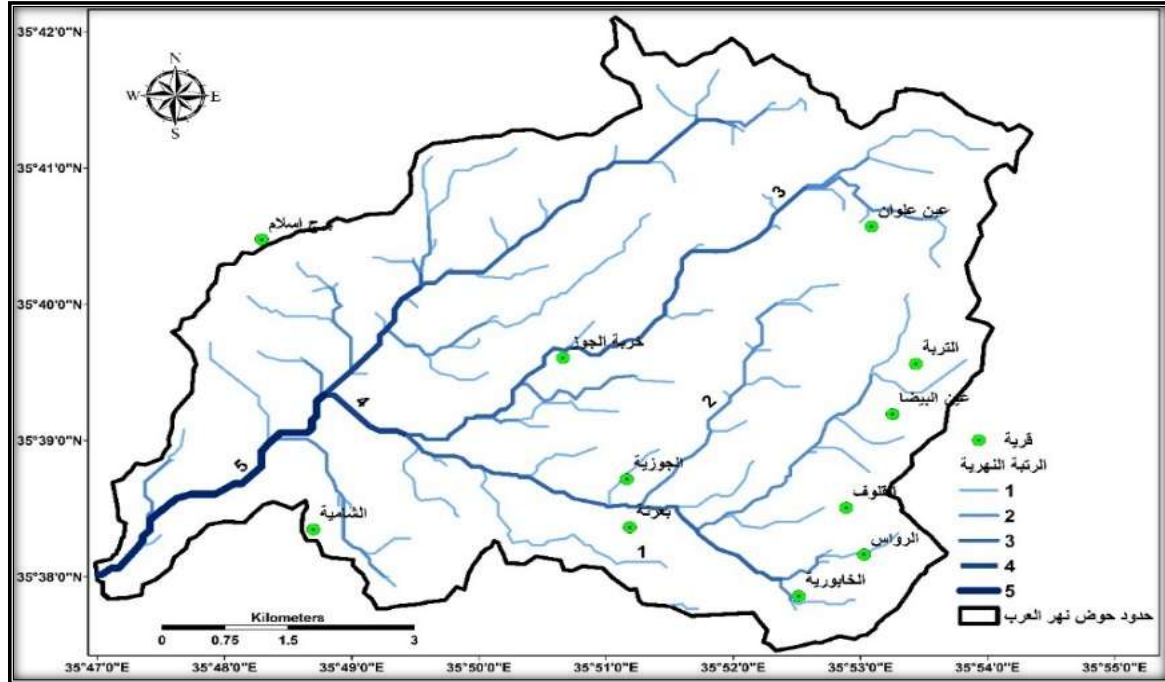 35°42'0"N
35°41'0"N
35°40'0"N
35°39'0"N
35°38'0"N
N
W E
S
برج اسلام
عين علوان
3
خربة الجوز
التربة
عين البيضا
2
4
5
الجوزية
القلوف
بعرتة
1
الرواس
الخابورية
الشامية
قرية
الرتبة النهرية
1
2
3
4
5
حدود حوض نهر العرب
Kilometers
0 0.75 1.5 3
35°47'0"E 35°48'0"E 35°49'0"E 35°50'0"E 35°51'0"E 35°52'0"E 35°53'0"E 35°54'0"E 35°55'0"E